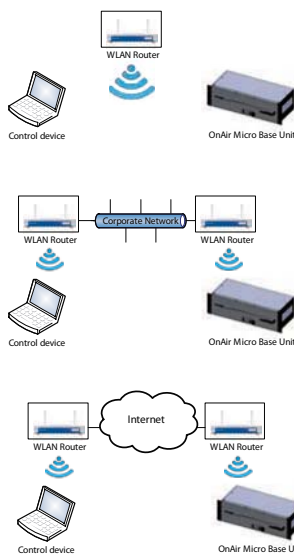 WLAN Router
Control device
OnAir Micro Base Unit
Corporate Network
WLAN Router
WLAN Router
Control device
OnAir Micro Base Unit
Internet
WLAN Router
WLAN Router
Control device
OnAir Micro Base U